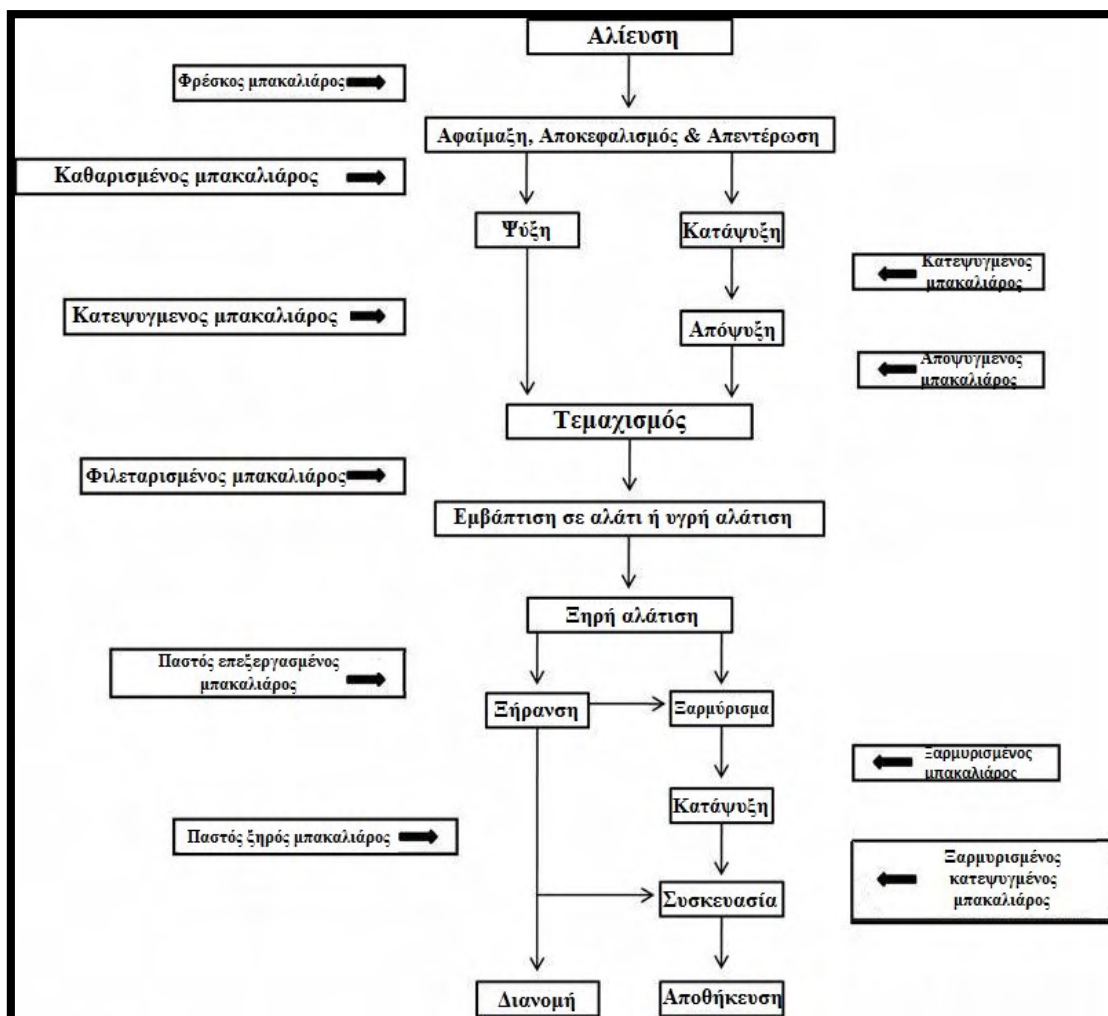 Αλίευση
Φρέσκος μπακαλιάρος
Αφαίμαξη, Αποκεφαλισμός & Απεντέρωση
Καθαρισμένος μπακαλιάρος
Ψύξη
Κατάψυξη
Κατεψυγμένος
μπακαλιάρος
Κατεψυγμενος μπακαλιάρος
Απόψυξη
Αποψυγμένος
μπακαλιάρος
Τεμαχισμός
Φιλεταρισμένος μπακαλιάρος
Εμβάπτιση σε αλάτι ή υγρή αλάτιση
Ξηρή αλάτιση
Παστός επεξεργασμένος
μπακαλιάρος
Ξήρανση
Ξαρμύρισμα
Ξαρμυρισμένος
μπακαλιάρος
Κατάψυξη
Παστός ξηρός μπακαλιάρος
Ξαρμυρισμένος
κατεψυγμένος
μπακαλιάρος
Συσκευασία
Διανομή
Αποθήκευση